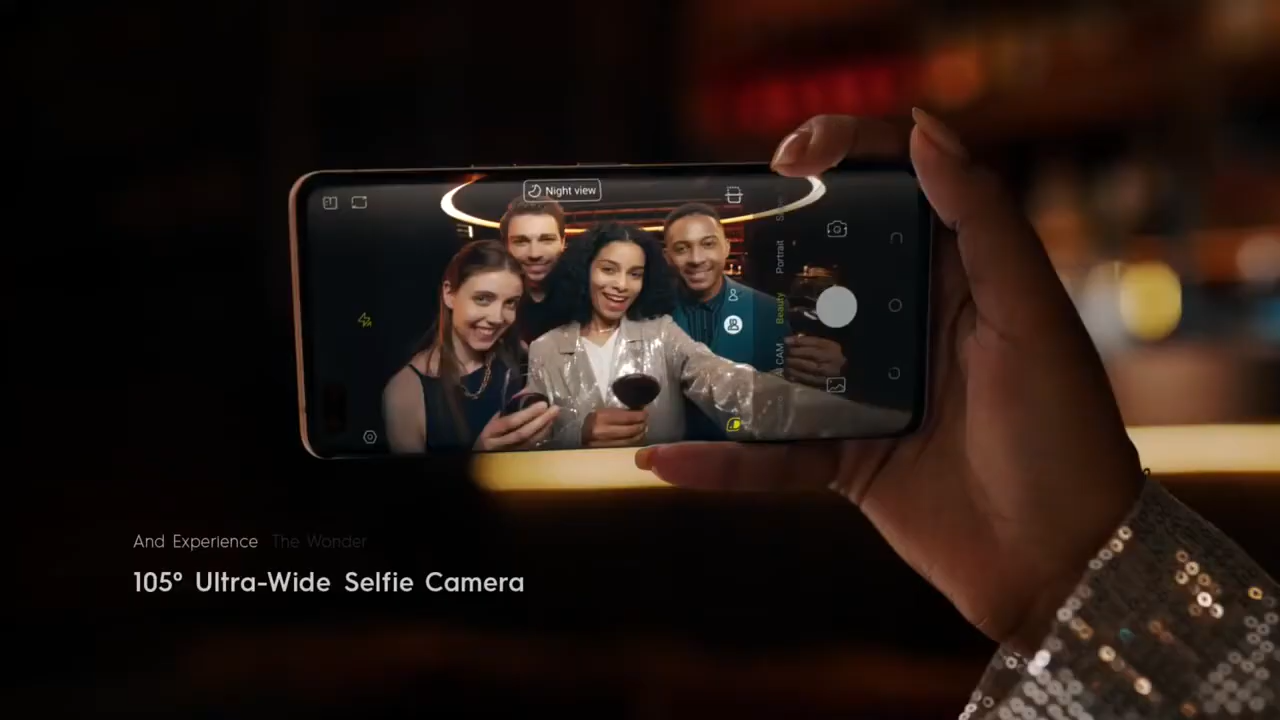 Night view
Portrait
Beauty
And Experience The Wonder
105° Ultra-Wide Selfie Camera